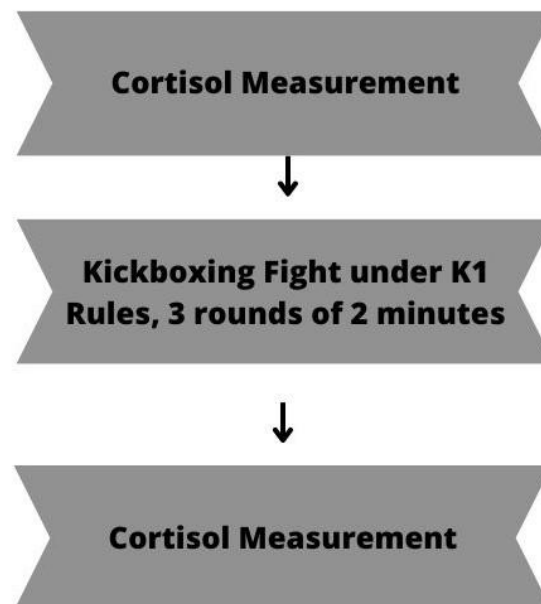 Cortisol Measurement
Kickboxing Fight under K1
Rules, 3 rounds of 2 minutes
Cortisol Measurement